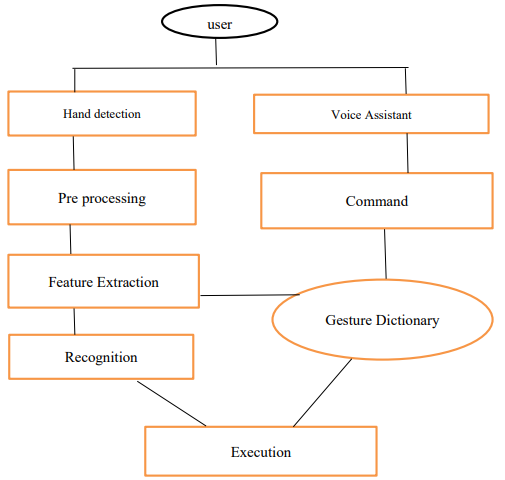 user
Hand detection
Voice Assistant
Pre processing
Command
Feature Extraction
Gesture Dictionary
Recognition
Execution